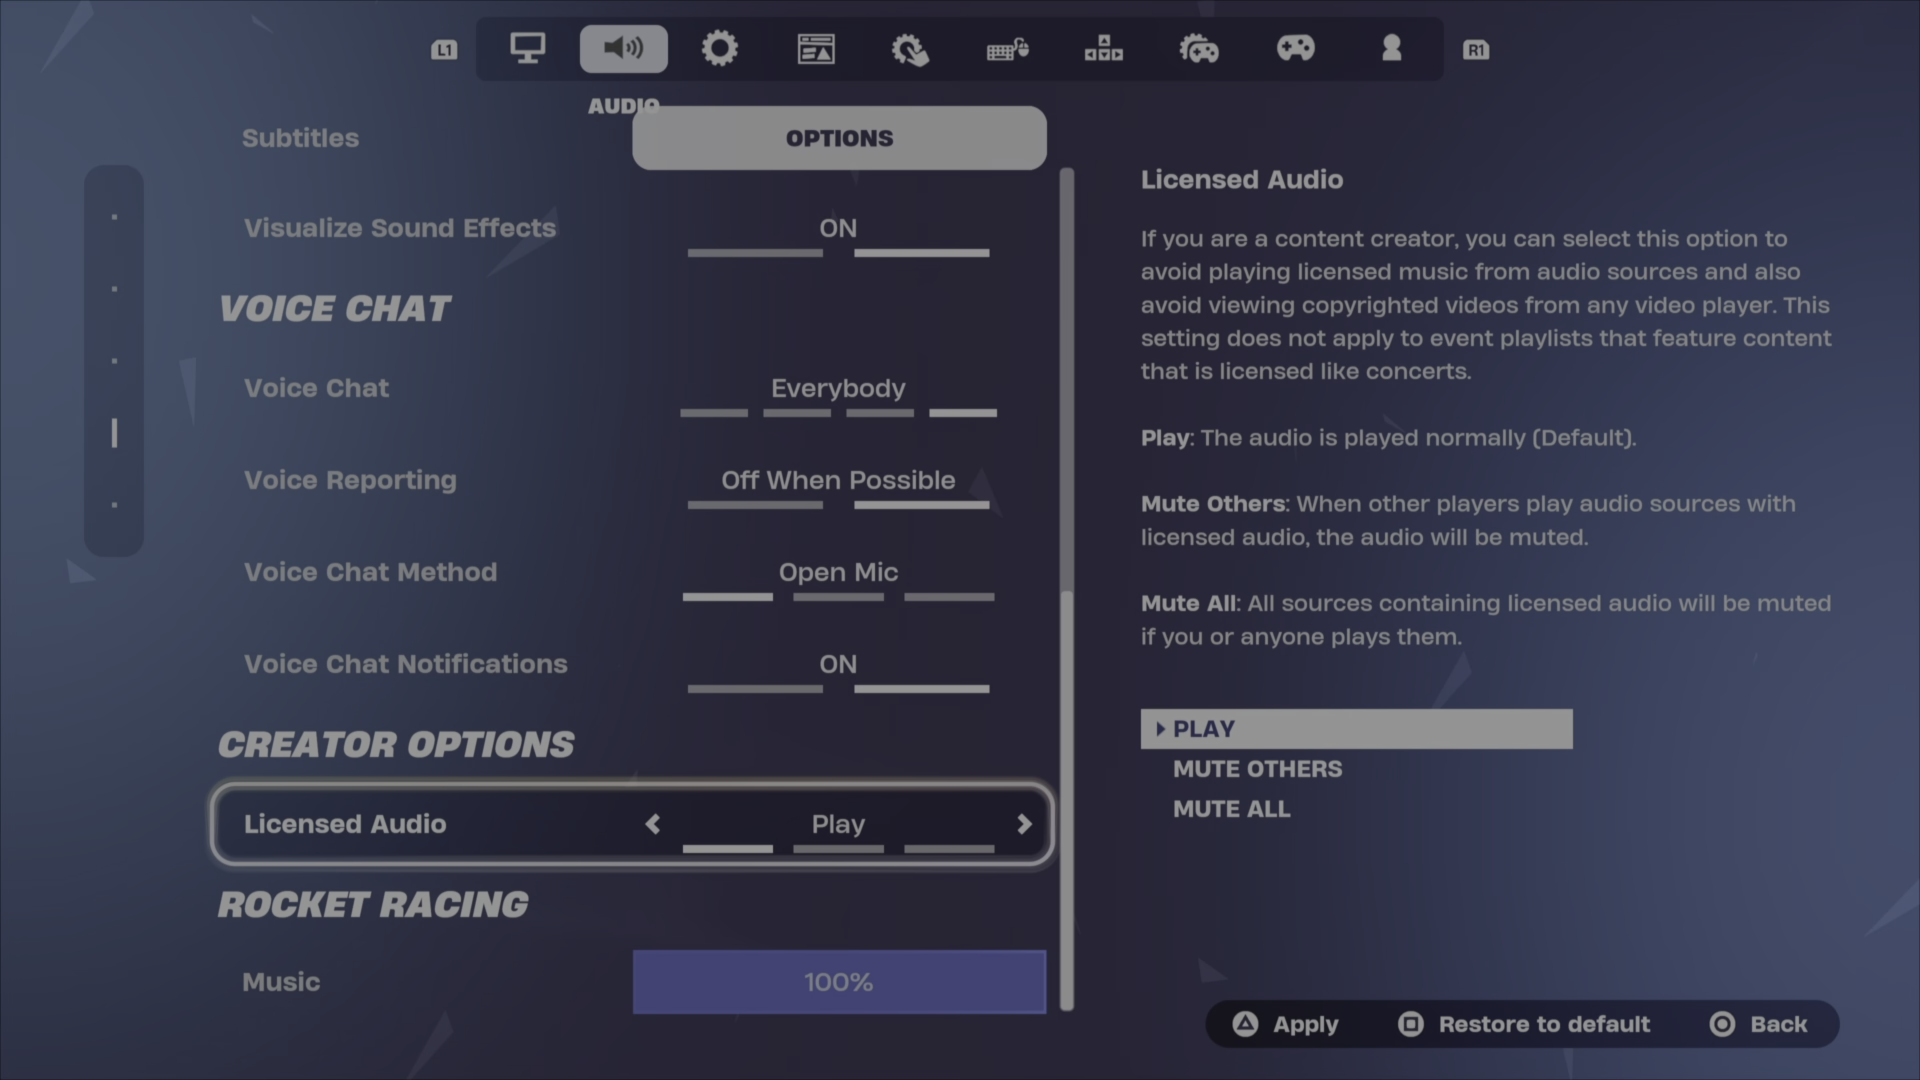 L1
R1
AUDIO
Subtitles
OPTIONS
Visualize Sound Effects
ON
VOICE CHAT
Voice Chat
Everybody
Voice Reporting
Off When Possible
Voice Chat Method
Open Mic
Voice Chat Notifications
ON
CREATOR OPTIONS
Licensed Audio
Play
ROCKET RACING
Music
100%
Licensed Audio
If you are a content creator, you can select this option to
avoid playing licensed music from audio sources and also
avoid viewing copyrighted videos from any video player. This
setting does not apply to event playlists that feature content
that is licensed like concerts.
Play: The audio is played normally (Default).
Mute Others: When other players play audio sources with
licensed audio, the audio will be muted.
Mute All: All sources containing licensed audio will be muted
if you or anyone plays them.
PLAY
MUTE OTHERS
MUTE ALL
Apply
Restore to default
Back